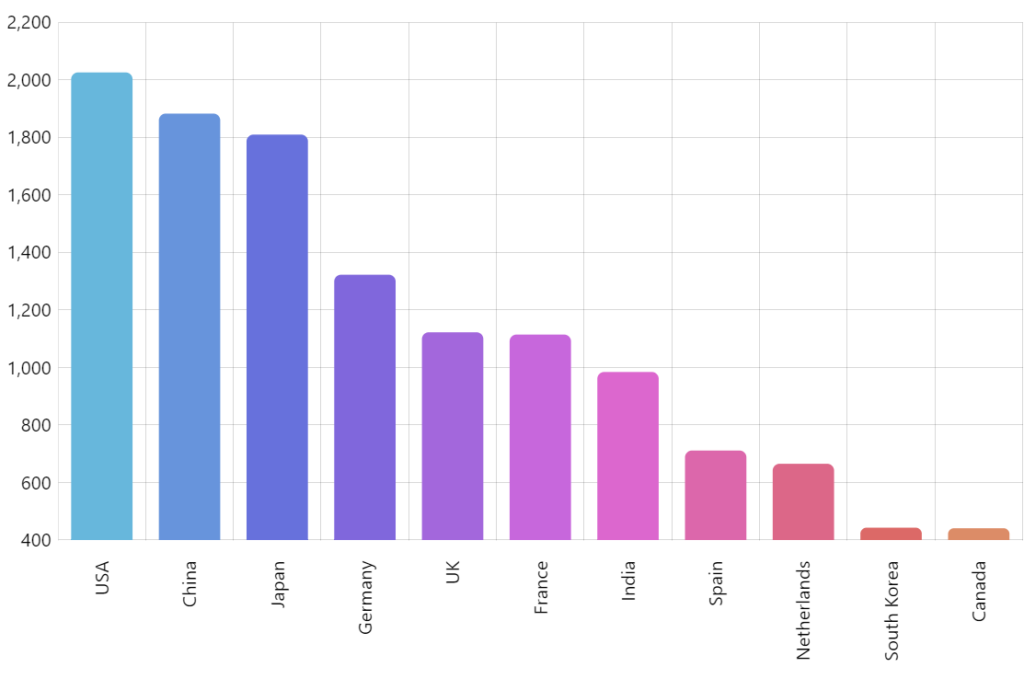 2,200
2,000
1,800
1,600
1,400
1,200
1,000
800
600
400
USA
China
Japan
Germany
UK
France
India
Spain
Netherlands
South Korea
Canada